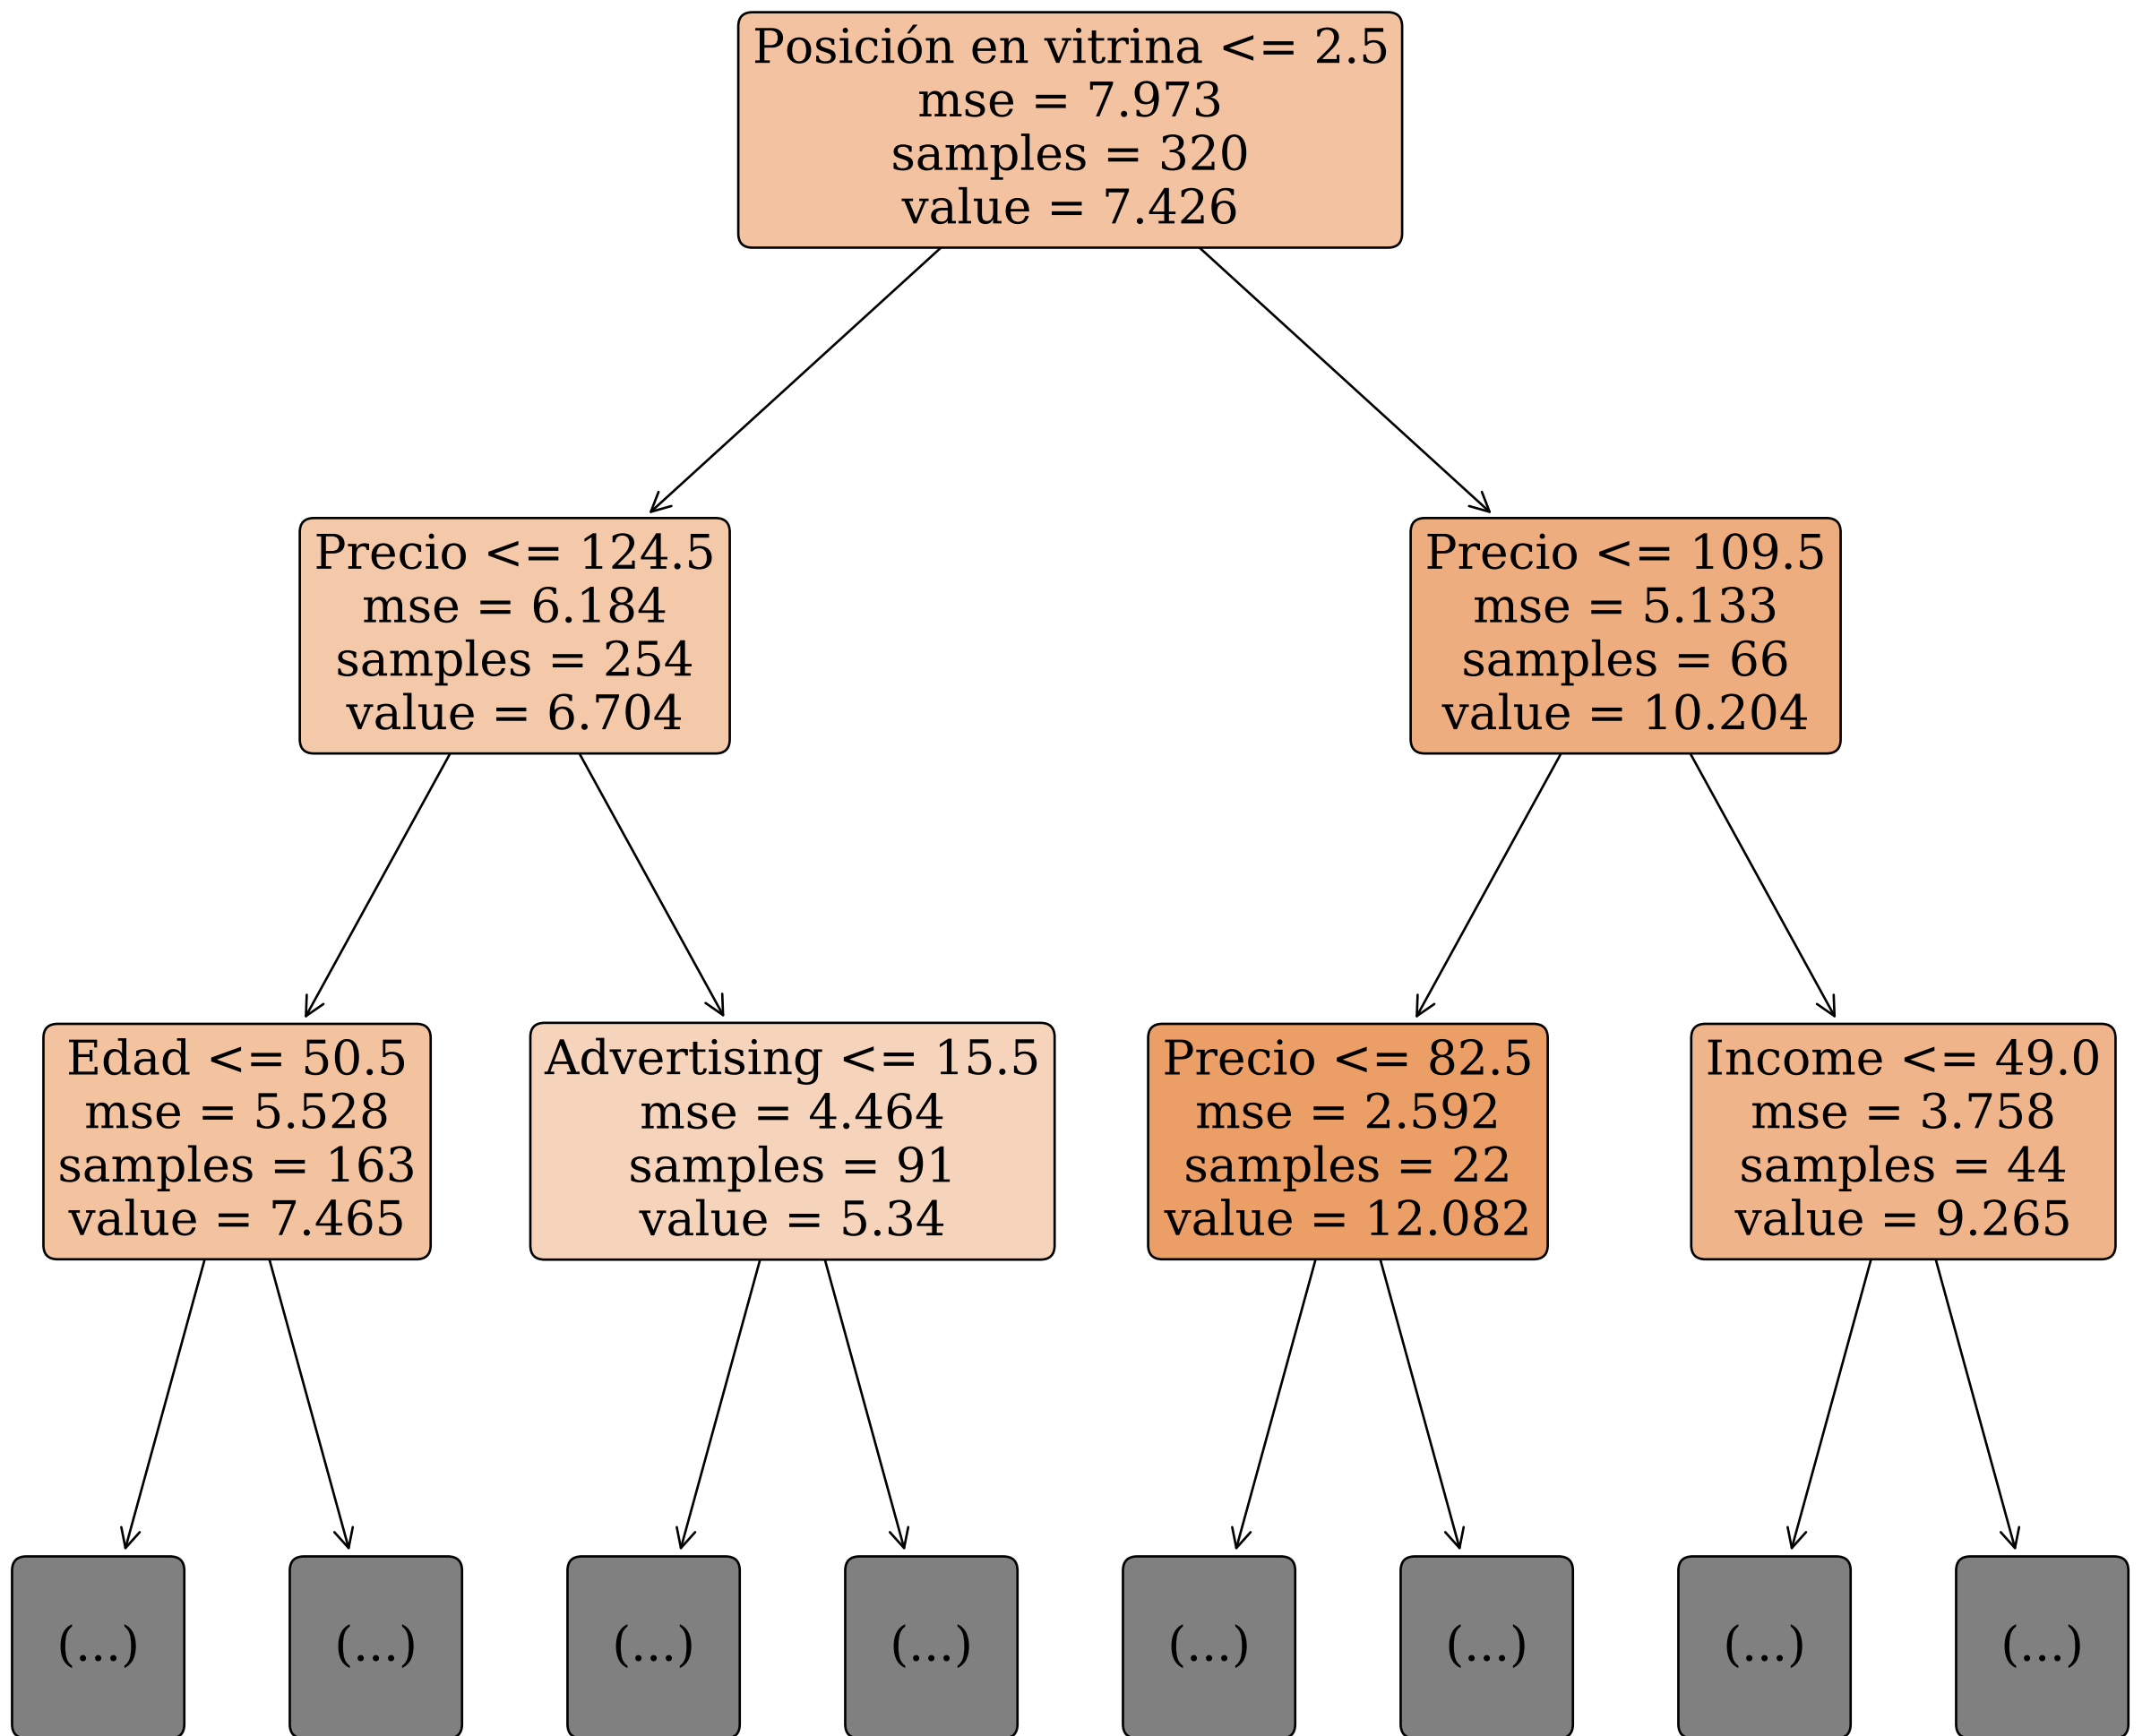 Posición en vitrina <= 2.5
mse = 7.973
samples = 320
value = 7.426
Precio <= 124.5
mse = 6.184
samples = 254
value = 6.704
Precio <= 109.5
mse = 5.133
samples = 66
value = 10.204
Edad <= 50.5
mse = 5.528
samples = 163
value = 7.465
Advertising <= 15.5
mse = 4.464
samples = 91
value = 5.34
Precio <= 82.5
mse = 2.592
samples = 22
value = 12.082
Income <= 49.0
mse = 3.758
samples = 44
value = 9.265
(...)
(...)
(...)
(...)
(...)
(...)
(...)
(...)